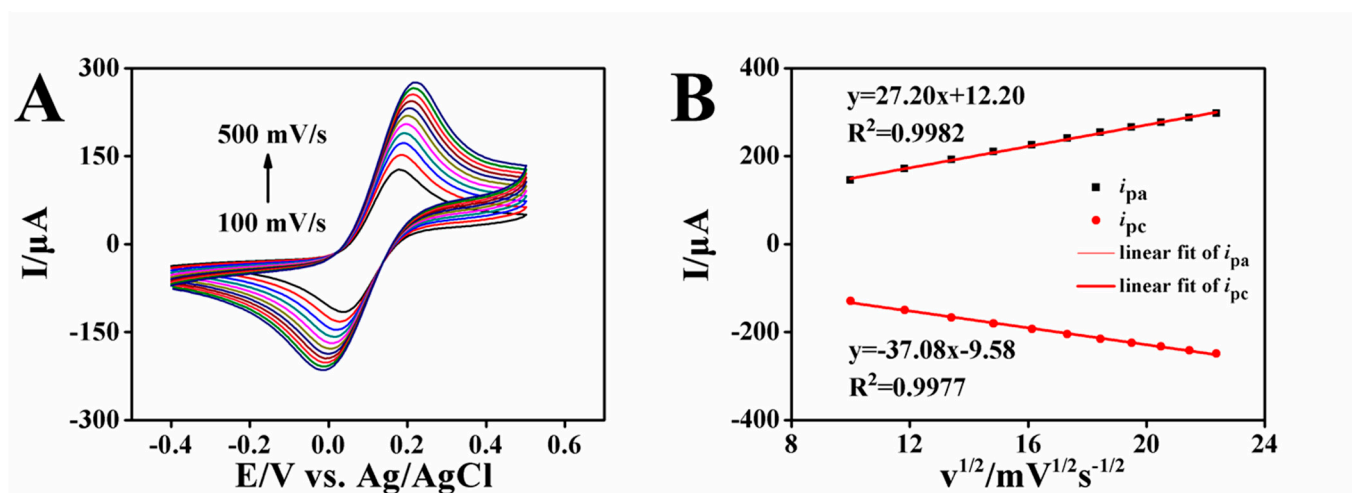 A
I/μA
300
150
0
-150
-300
500 mV/s
100 mV/s
-0.4 -0.2 0.0 0.2 0.4 0.6
E/V vs. Ag/AgCl
B
I/μA
400
200
0
-200
-400
y=27.20x+12.20
R²=0.9982
ipa
ipc
linear fit of ipa
linear fit of ipc
y=-37.08x-9.58
R²=0.9977
8 12 16 20 24
v1/2/mV1/2s-1/2